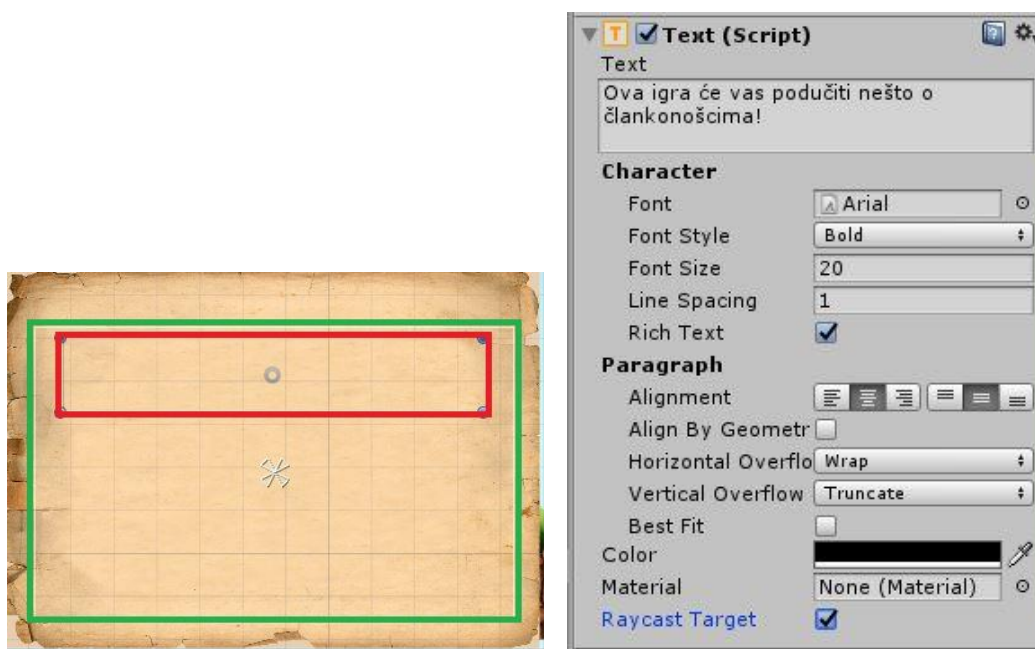 T Text (Script)
Text
Ova igra će vas podučiti nešto o
člankonošcima!
Character
Font Arial
Font Style Bold
Font Size 20
Line Spacing 1
Rich Text
Paragraph
Alignment
Align By Geometr
Horizontal Overflo Wrap
Vertical Overflow Truncate
Best Fit
Color
Material None (Material)
Raycast Target